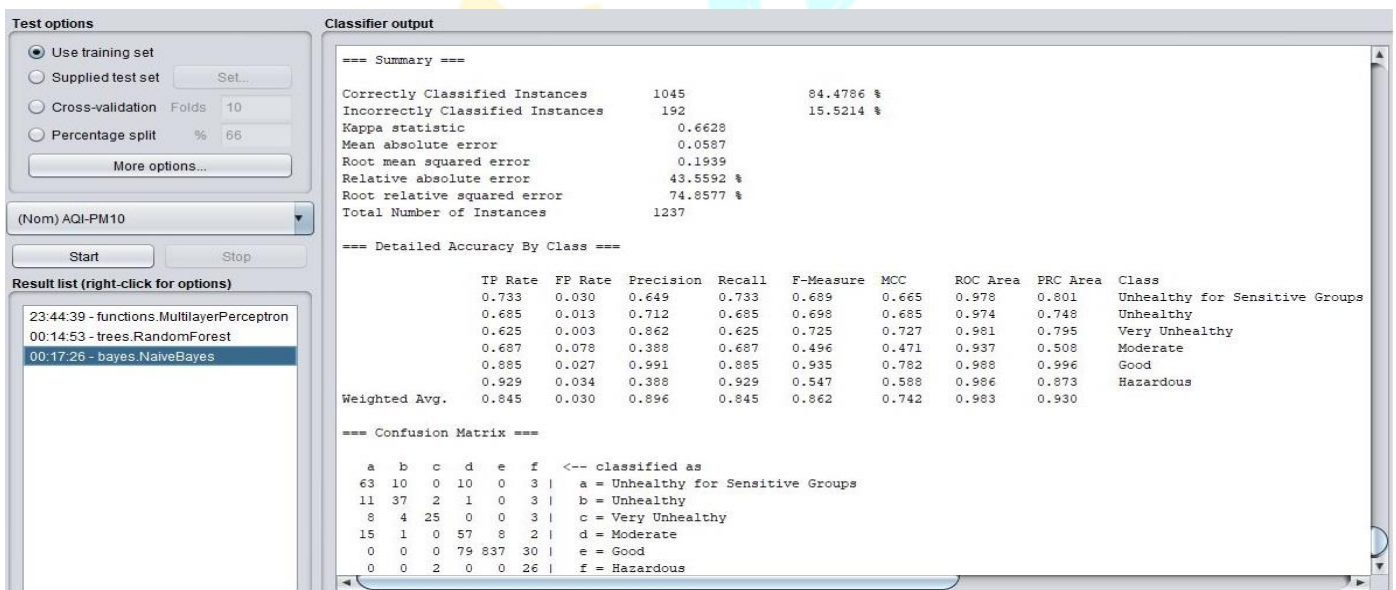 Test options
Use training set
Supplied test set Set...
Cross-validation Folds 10
Percentage split % 66
More options...
(Nom) AQI-PM10
Start Stop
Result list (right-click for options)
23:44:39 - functions.MultilayerPerceptron
00:14:53 - trees.RandomForest
00:17:26 - bayes.NaiveBayes
Classifier output
=== Summary ===
Correctly Classified Instances 1045 84.4786 %
Incorrectly Classified Instances 192 15.5214 %
Kappa statistic 0.6628
Mean absolute error 0.0587
Root mean squared error 0.1939
Relative absolute error 43.5592 %
Root relative squared error 74.8577 %
Total Number of Instances 1237
=== Detailed Accuracy By Class ===
TP Rate FP Rate Precision Recall F-Measure MCC ROC Area PRC Area Class
0.733 0.030 0.649 0.733 0.689 0.665 0.978 0.801 Unhealthy for Sensitive Groups
0.685 0.013 0.712 0.685 0.698 0.685 0.974 0.748 Unhealthy
0.625 0.003 0.862 0.625 0.725 0.727 0.981 0.795 Very Unhealthy
0.687 0.078 0.388 0.687 0.496 0.471 0.937 0.508 Moderate
0.885 0.027 0.991 0.885 0.935 0.782 0.988 0.996 Good
0.929 0.034 0.388 0.929 0.547 0.588 0.986 0.873 Hazardous
Weighted Avg. 0.845 0.030 0.896 0.845 0.862 0.742 0.983 0.930
=== Confusion Matrix ===
a b c d e f <-- classified as
63 10 0 10 0 3 | a = Unhealthy for Sensitive Groups
11 37 2 1 0 3 | b = Unhealthy
8 4 25 0 0 3 | c = Very Unhealthy
15 1 0 57 8 2 | d = Moderate
0 0 0 79 837 30 | e = Good
0 0 2 0 0 26 | f = Hazardous